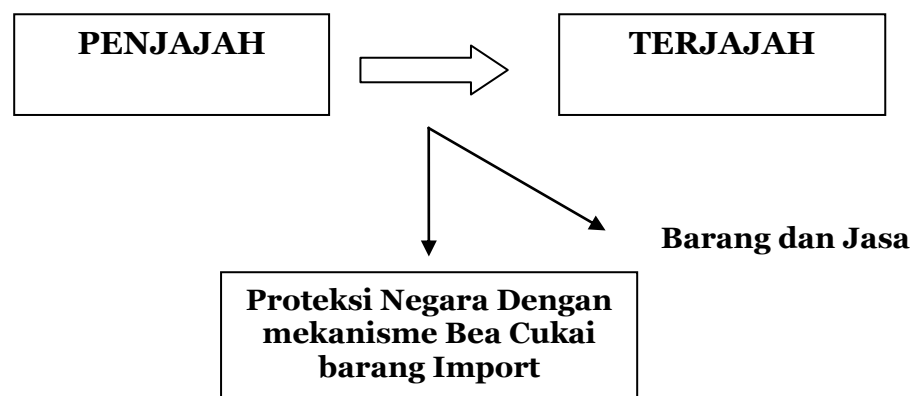 PENJAJAH
TERJAJAH
Barang dan Jasa
Proteksi Negara Dengan
mekanisme Bea Cukai
barang Import